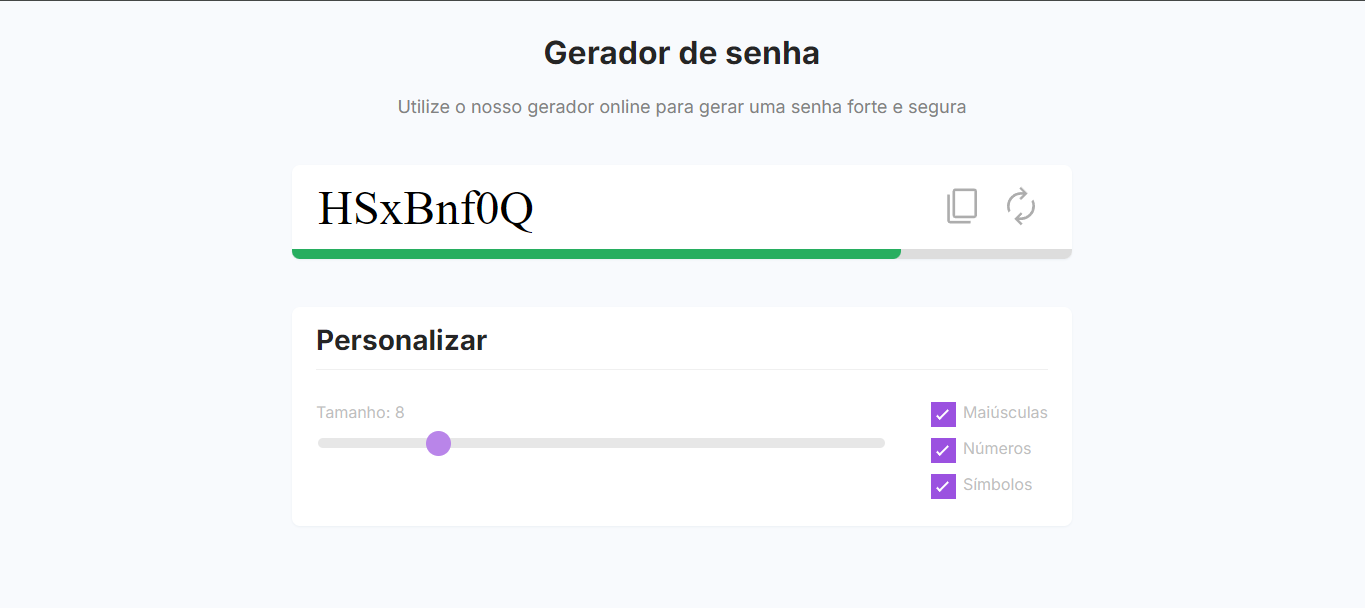 Gerador de senha
Utilize o nosso gerador online para gerar uma senha forte e segura
HSxBnf0Q
Personalizar
Tamanho: 8
Maiúsculas
Números
Símbolos